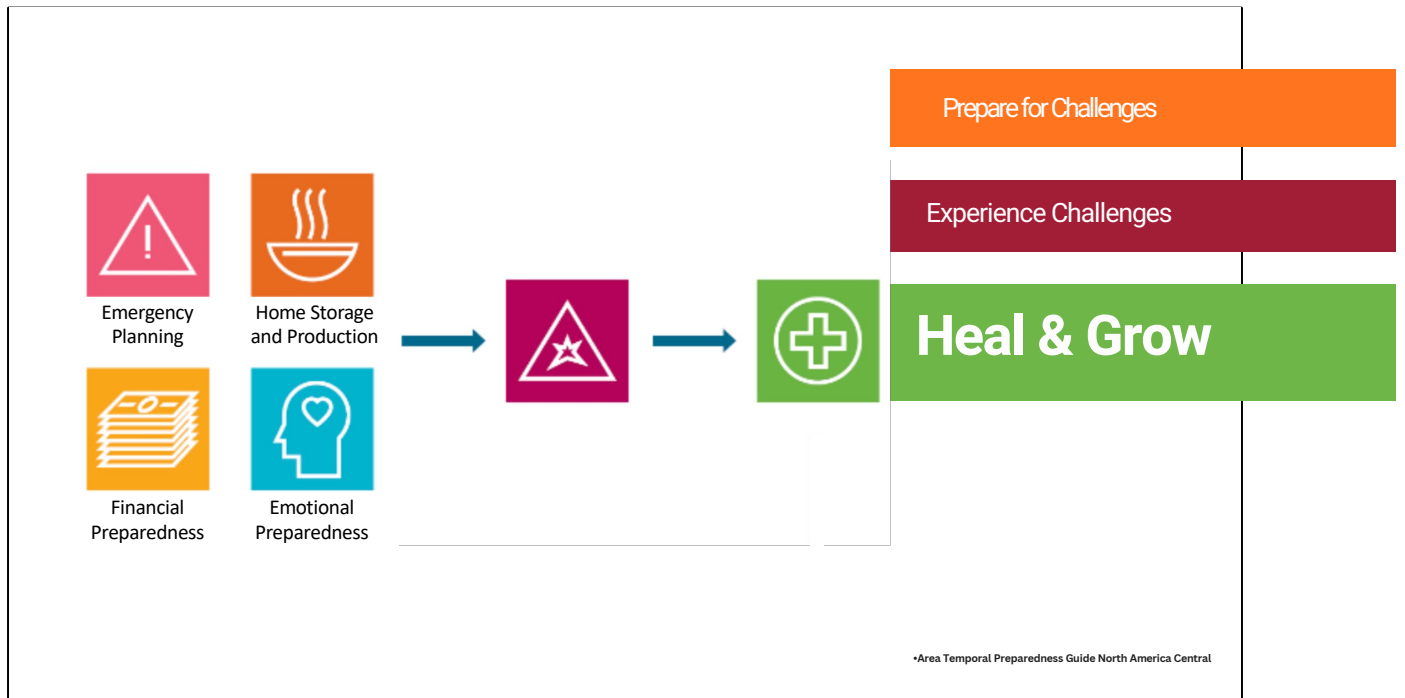 Prepare for Challenges
Experience Challenges
Heal & Grow
Emergency
Planning
Home Storage
and Production
Financial
Preparedness
Emotional
Preparedness
•Area Temporal Preparedness Guide North America Central